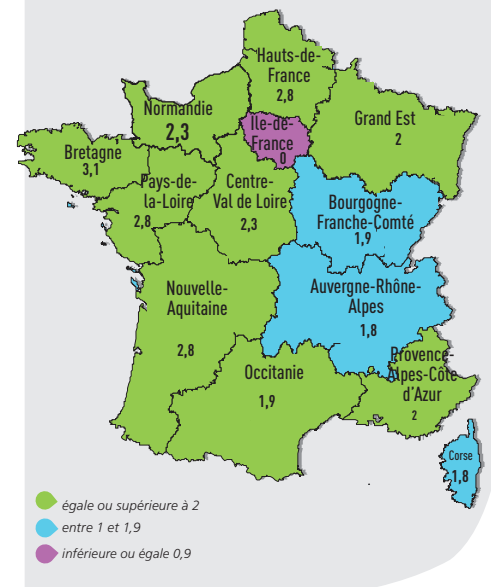 Hauts-de-
France
2,8
Normandie
2,3
Ile-de-
France
0
Grand Est
2
Bretagne
3,1
Pays-de-
la-Loire
2,8
Centre-
Val de Loire
2,3
Bourgogne-
Franche-Comté
1,9
Nouvelle-
Aquitaine
2,8
Auvergne-Rhône-
Alpes
1,8
Occitanie
1,9
Provence-
Alpes-Côte
d'Azur
2
Corse
1,8
égale ou supérieure à 2
entre 1 et 1,9
inférieure ou égale 0,9